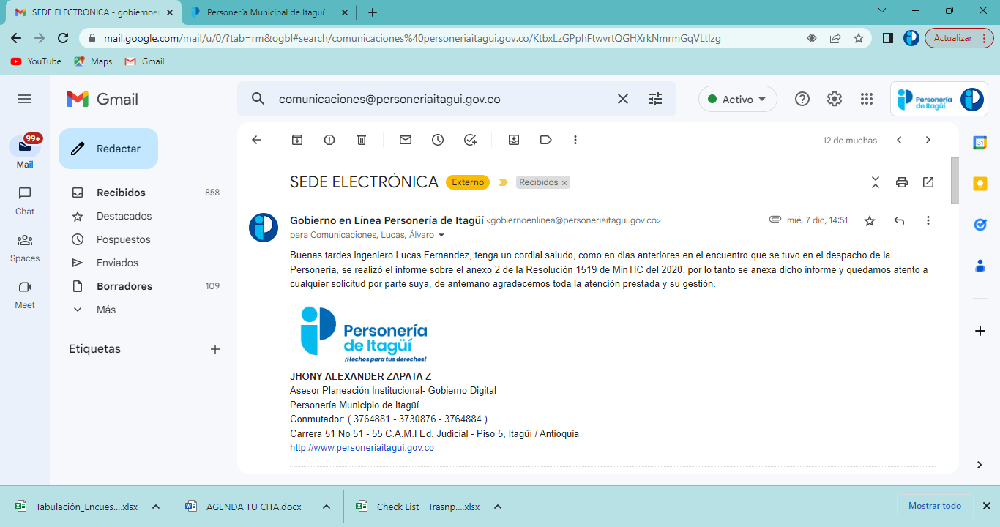 SEDE ELECTRÓNICA - gobiernoen
Personería Municipal de Itagüí
mail.google.com/mail/u/0/?tab=rm&ogbl#search/comunicaciones%40personeriaitagui.gov.co/KtbxLzGPphFtwvrtQGHXrkNmrmGqVLtlzg
Actualizar
YouTube
Maps
Gmail
Gmail
comunicaciones@personeriaitagui.gov.co
Activo
Personería
de Itagüí
99+
Mail
Chat
Spaces
Meet
Redactar
Recibidos 858
Destacados
Pospuestos
Enviados
Borradores 109
Más
Etiquetas
12 de muchas
31
SEDE ELECTRÓNICA Externo Recibidos ×
Gobierno en Línea Personería de Itagüí <gobiernoenlinea@personeriaitagui.gov.co>
mié, 7 dic, 14:51
para Comunicaciones, Lucas, Álvaro
Buenas tardes ingeniero Lucas Fernandez, tenga un cordial saludo, como en dias anteriores en el encuentro que se tuvo en el despacho de la
Personería, se realizó el informe sobre el anexo 2 de la Resolución 1519 de MinTIC del 2020, por lo tanto se anexa dicho informe y quedamos atento a
cualquier solicitud por parte suya, de antemano agradecemos toda la atención prestada y su gestión.
--
Personería
de Itagüí
¡Hechos para tus derechos!
JHONY ALEXANDER ZAPATA Z
Asesor Planeación Institucional- Gobierno Digital
Personería Municipio de Itagüí
Conmutador: ( 3764881 - 3730876 - 3764884 )
Carrera 51 No 51 - 55 C.A.M.I Ed. Judicial - Piso 5, Itagüí / Antioquia
http://www.personeriaitagui.gov.co
Tabulación_Encues....xlsx
AGENDA TU CITA.docx
Check List - Trasnp....xlsx
Mostrar todo